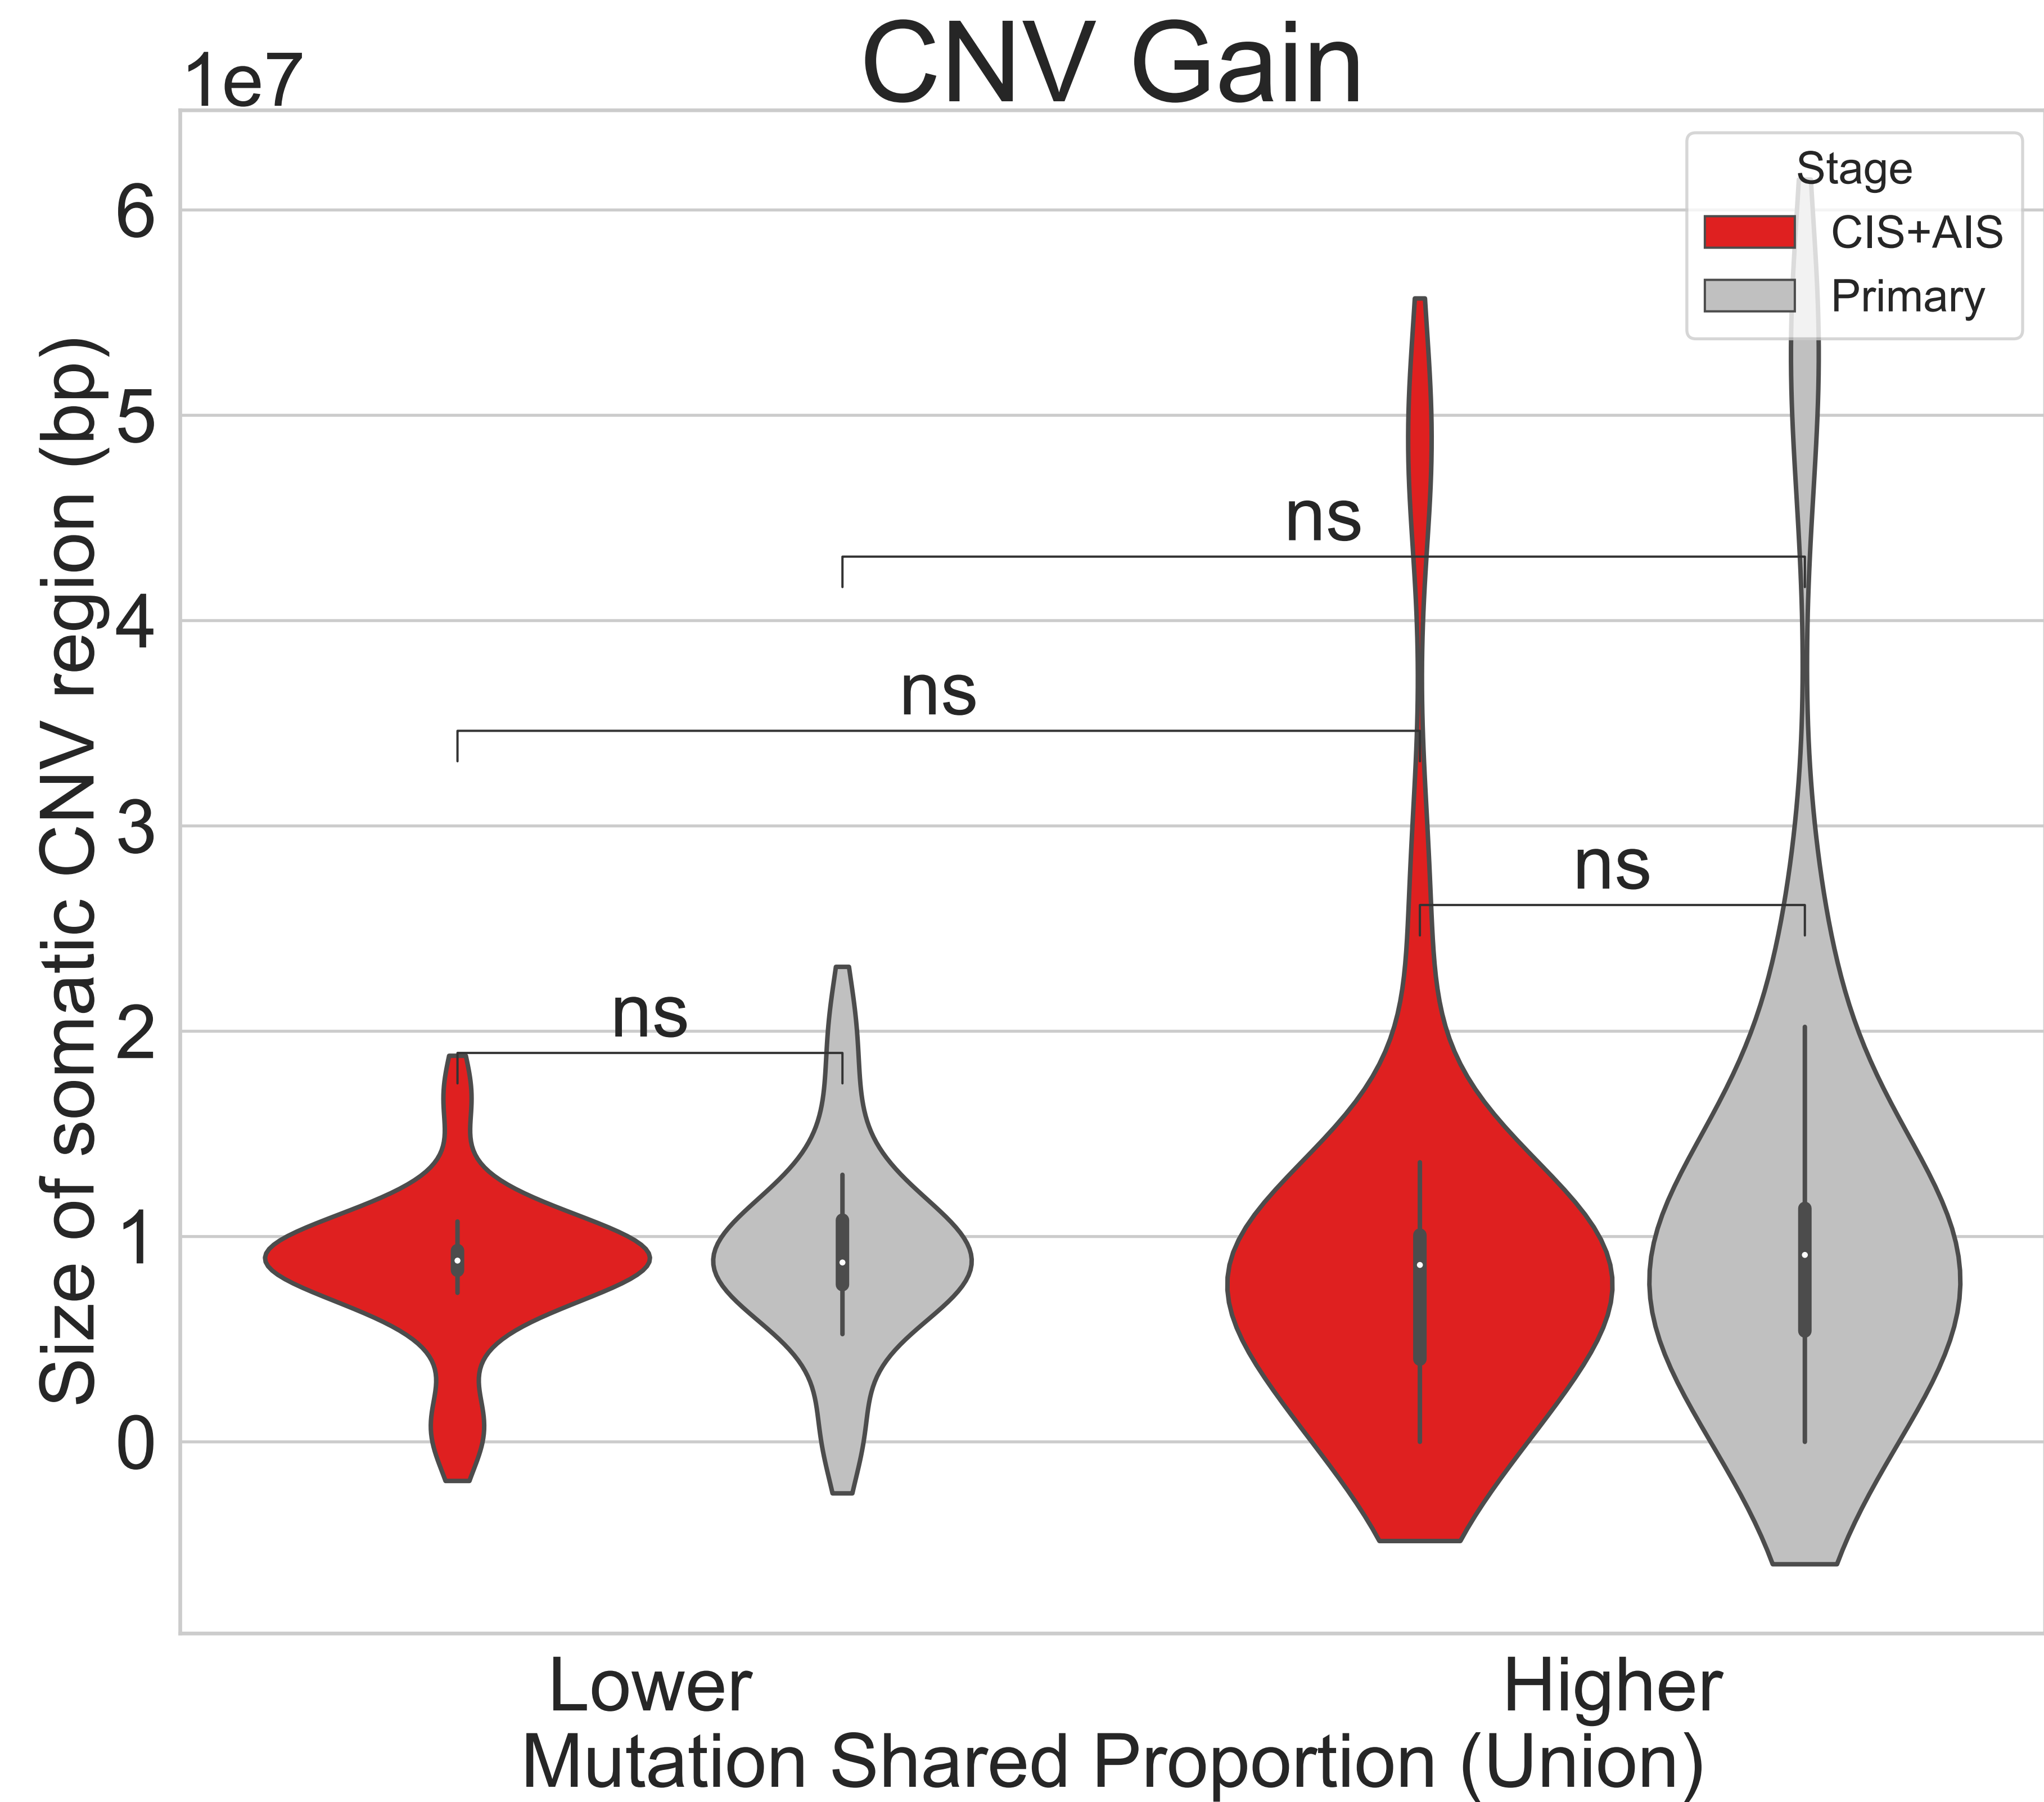 CNV Gain
1e7
Stage
CIS+AIS
Primary
6
5
4
3
2
1
0
Size of somatic CNV region (bp)
ns
ns
ns
ns
Lower
Higher
Mutation Shared Proportion (Union)